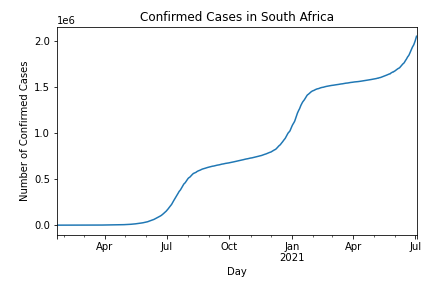 Confirmed Cases in South Africa
1e6
2.0
1.5
1.0
0.5
0.0
Number of Confirmed Cases
Apr
Jul
Oct
Jan
2021
Apr
Jul
Day